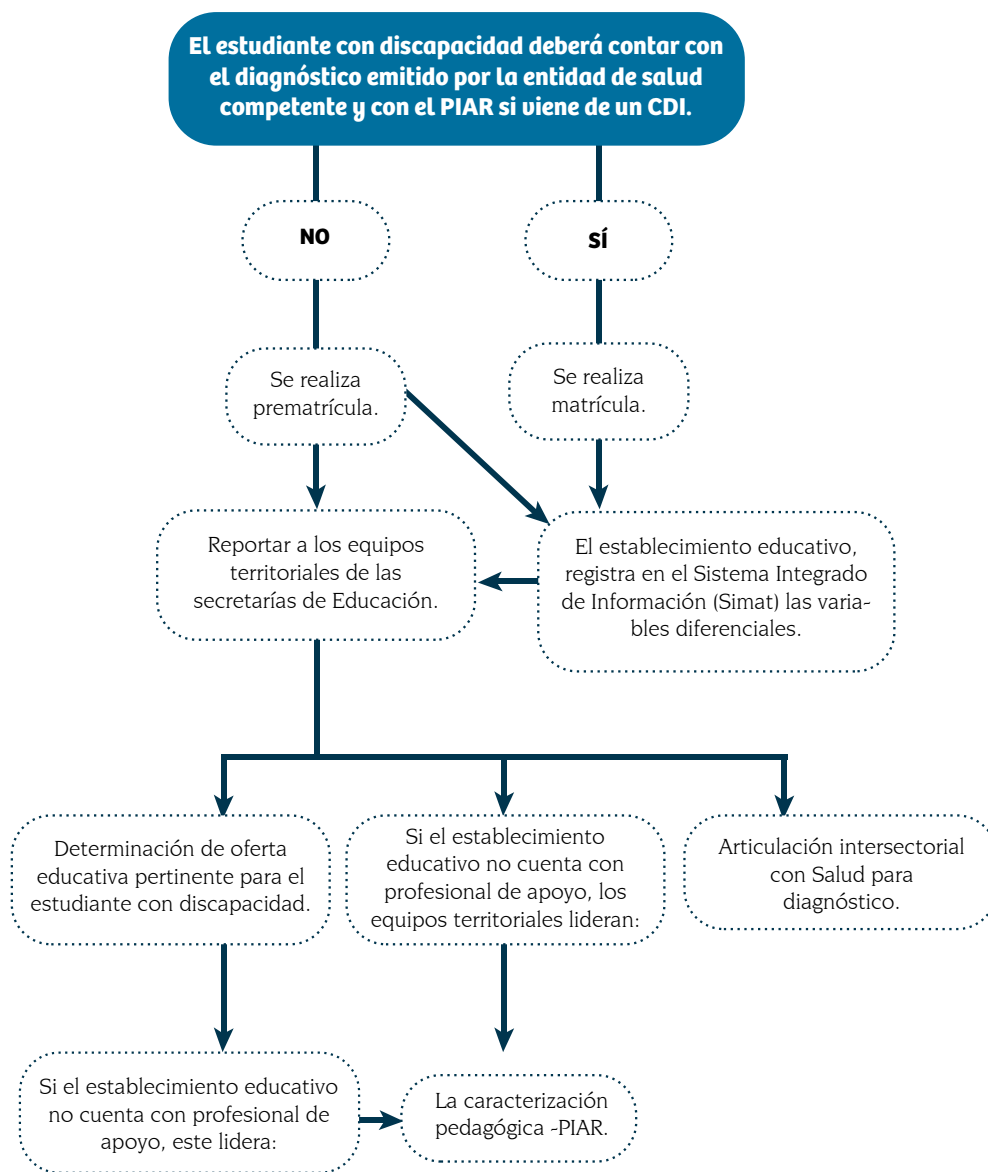 El estudiante con discapacidad deberá contar con
el diagnóstico emitido por la entidad de salud
competente y con el PIAR si viene de un CDI.
NO
SÍ
Se realiza
prematrícula.
Se realiza
matrícula.
Reportar a los equipos
territoriales de las
secretarías de Educación.
El establecimiento educativo,
registra en el Sistema Integrado
de Información (Simat) las varia-
bles diferenciales.
Determinación de oferta
educativa pertinente para el
estudiante con discapacidad.
Si el establecimiento
educativo no cuenta con
profesional de apoyo, los
equipos territoriales lideran:
Articulación intersectorial
con Salud para
diagnóstico.
Si el establecimiento educativo
no cuenta con profesional de
apoyo, este lidera:
La caracterización
pedagógica -PIAR.